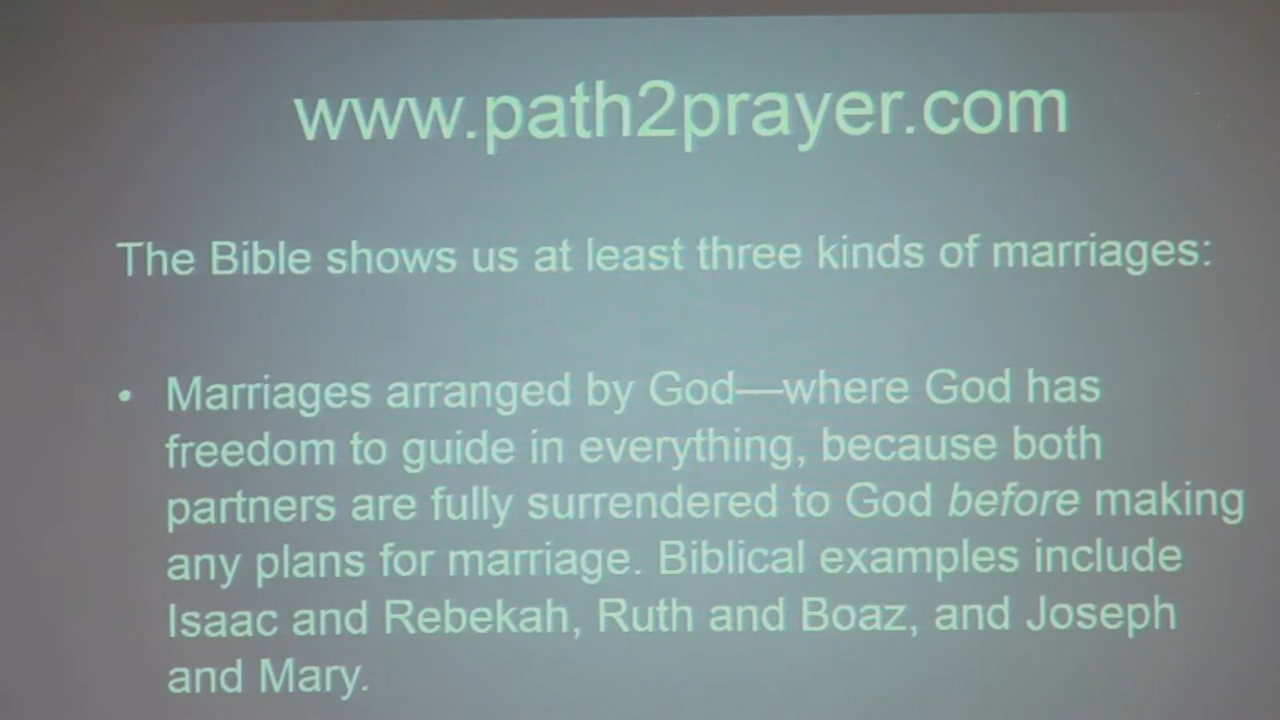 www.path2prayer.com
The Bible shows us at least three kinds of marriages:
• Marriages arranged by God—where God has
freedom to guide in everything, because both
partners are fully surrendered to God before making
any plans for marriage. Biblical examples include
Isaac and Rebekah, Ruth and Boaz, and Joseph
and Mary.